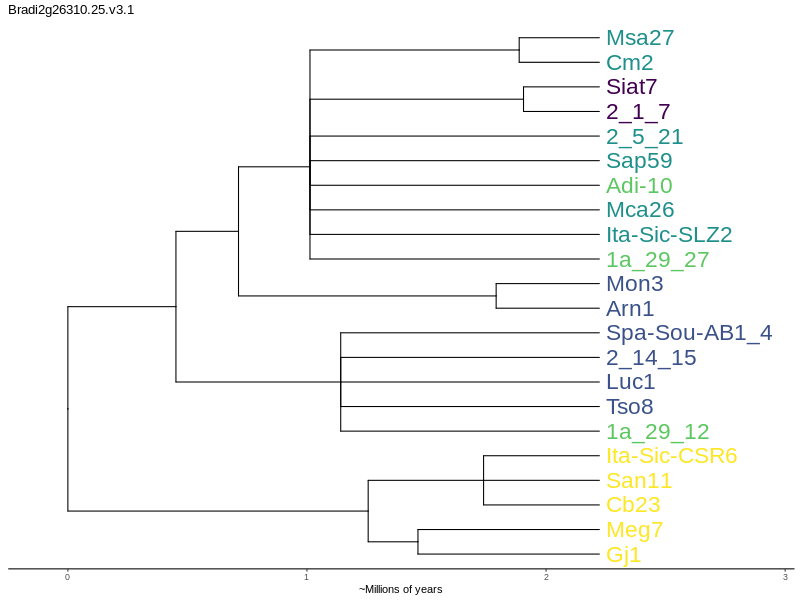 Bradi2g26310.25.v3.1
Msa27
Cm2
Siat7
2_1_7
2_5_21
Sap59
Adi-10
Mca26
Ita-Sic-SLZ2
1a_29_27
Mon3
Arn1
Spa-Sou-AB1_4
2_14_15
Luc1
Tso8
1a_29_12
Ita-Sic-CSR6
San11
Cb23
Meg7
Gj1
0 1 2 3
~Millions of years